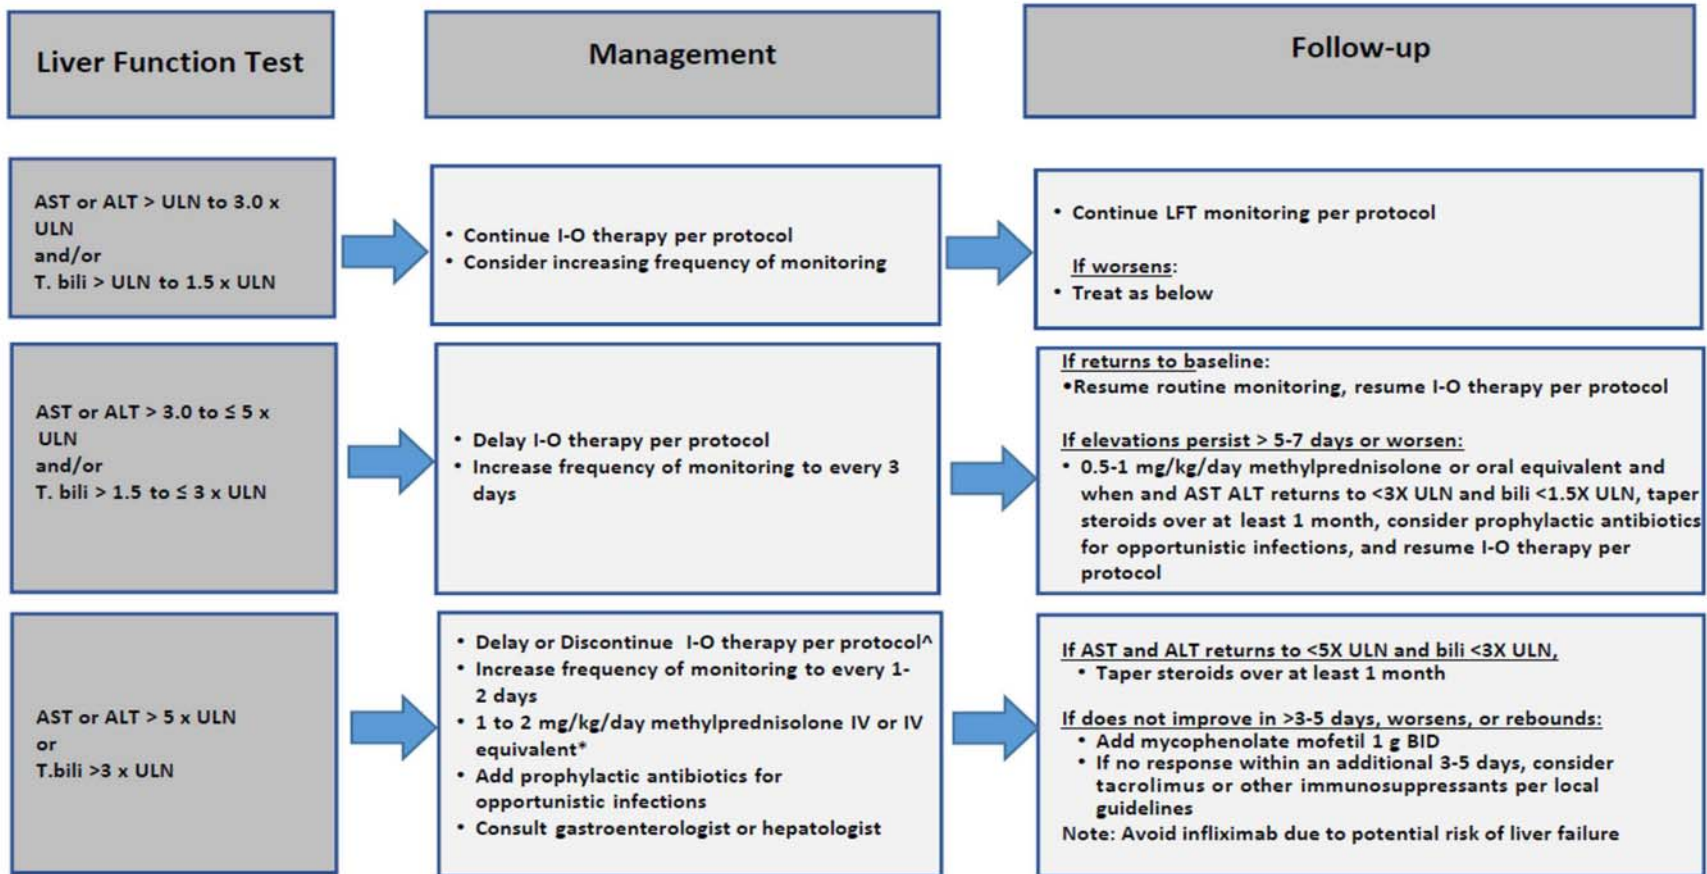 Liver Function Test
Management
Follow-up
AST or ALT > ULN to 3.0 x
ULN
and/or
T. bili > ULN to 1.5 x ULN
• Continue I-O therapy per protocol
• Consider increasing frequency of monitoring
• Continue LFT monitoring per protocol
If worsens:
• Treat as below
AST or ALT > 3.0 to ≤ 5 x
ULN
and/or
T. bili > 1.5 to ≤ 3 x ULN
• Delay I-O therapy per protocol
• Increase frequency of monitoring to every 3
days
If returns to baseline:
•Resume routine monitoring, resume I-O therapy per protocol
If elevations persist > 5-7 days or worsen:
• 0.5-1 mg/kg/day methylprednisolone or oral equivalent and
when and AST ALT returns to <3X ULN and bili <1.5X ULN, taper
steroids over at least 1 month, consider prophylactic antibiotics
for opportunistic infections, and resume I-O therapy per
protocol
AST or ALT > 5 x ULN
or
T.bili >3 x ULN
• Delay or Discontinue I-O therapy per protocol^
• Increase frequency of monitoring to every 1-
2 days
• 1 to 2 mg/kg/day methylprednisolone IV or IV
equivalent*
• Add prophylactic antibiotics for
opportunistic infections
• Consult gastroenterologist or hepatologist
If AST and ALT returns to <5X ULN and bili <3X ULN,
• Taper steroids over at least 1 month
If does not improve in >3-5 days, worsens, or rebounds:
• Add mycophenolate mofetil 1 g BID
• If no response within an additional 3-5 days, consider
tacrolimus or other immunosuppressants per local
guidelines
Note: Avoid infliximab due to potential risk of liver failure